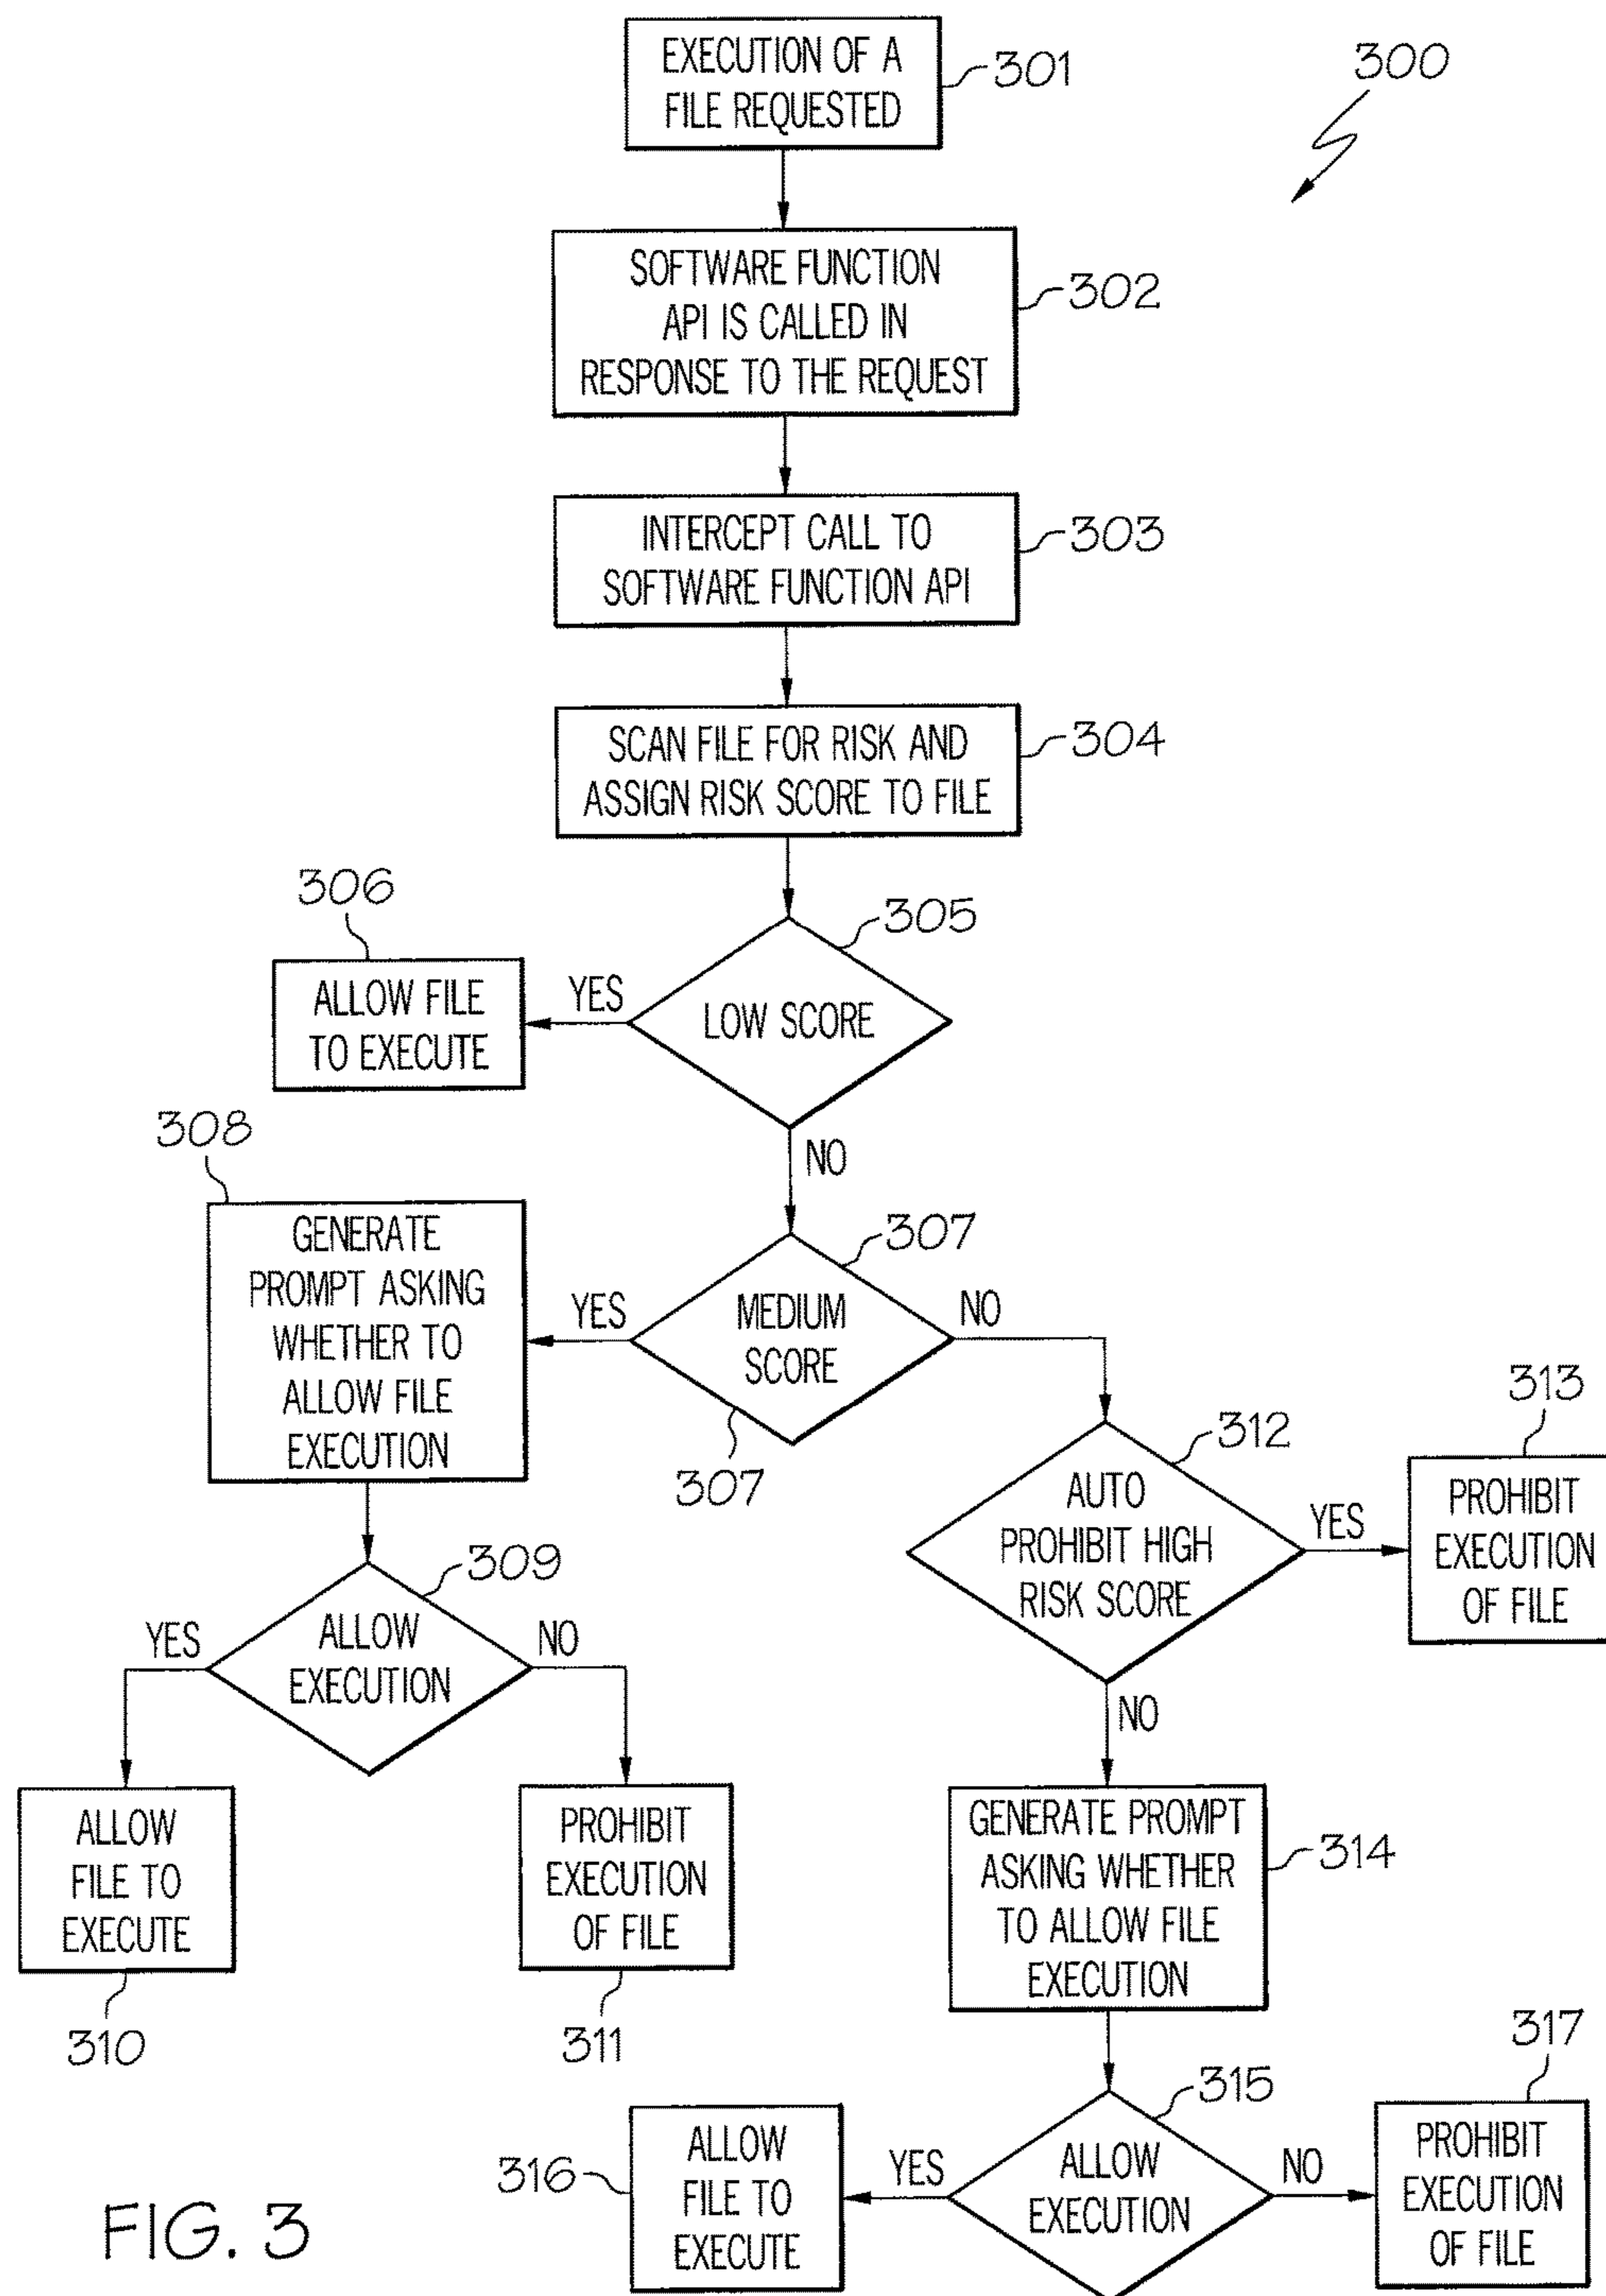 EXECUTION OF A
FILE REQUESTED
301
300
SOFTWARE FUNCTION
API IS CALLED IN
RESPONSE TO THE REQUEST
302
INTERCEPT CALL TO
SOFTWARE FUNCTION API
303
SCAN FILE FOR RISK AND
ASSIGN RISK SCORE TO FILE
304
306
305
ALLOW FILE
TO EXECUTE
YES
LOW SCORE
NO
308
307
GENERATE
PROMPT ASKING
WHETHER TO
ALLOW FILE
EXECUTION
YES
MEDIUM
SCORE
NO
307
312
313
AUTO
PROHIBIT HIGH
RISK SCORE
YES
PROHIBIT
EXECUTION
OF FILE
309
YES
ALLOW
EXECUTION
NO
NO
ALLOW
FILE TO
EXECUTE
310
PROHIBIT
EXECUTION
OF FILE
311
GENERATE PROMPT
ASKING WHETHER
TO ALLOW FILE
EXECUTION
314
315
317
316
ALLOW
FILE TO
EXECUTE
YES
ALLOW
EXECUTION
NO
PROHIBIT
EXECUTION
OF FILE
FIG. 3